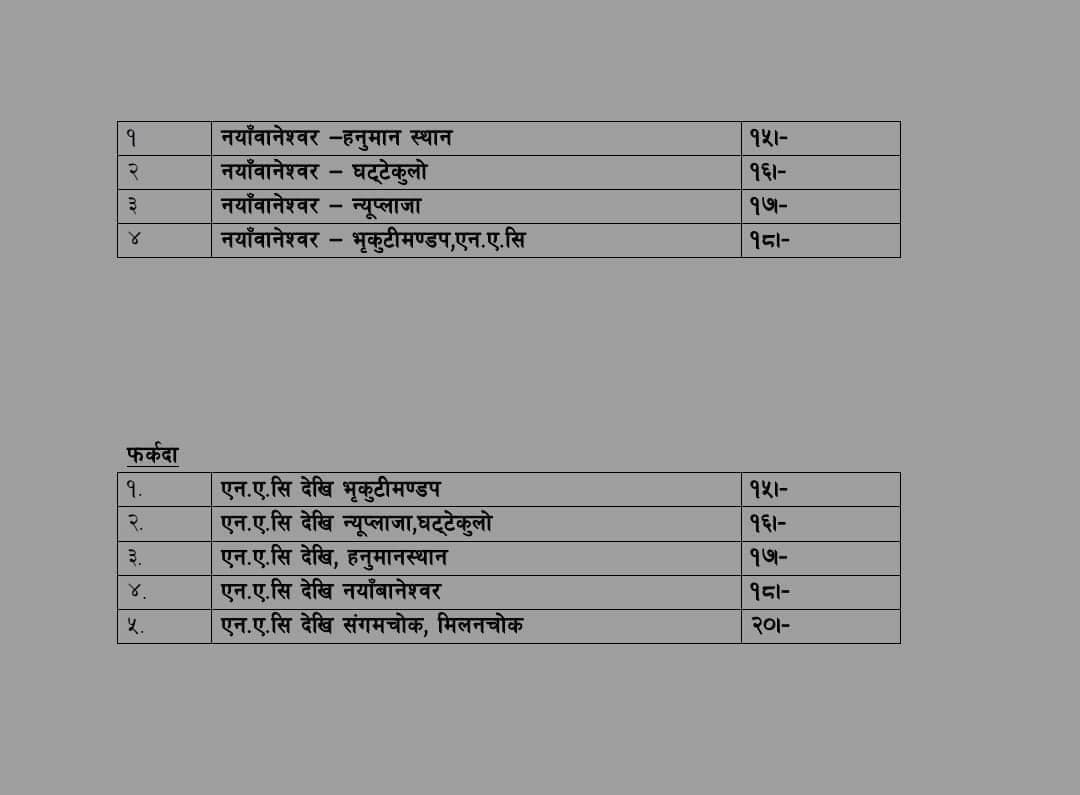 १ नयाँवानेश्वर –हनुमान स्थान १५।-
२ नयाँवानेश्वर – घट्टेकुलो १६।-
३ नयाँवानेश्वर – न्यूप्लाजा १७।-
४ नयाँवानेश्वर – भृकुटीमण्डप,एन.ए.सि १८।-
फर्कदा
१. एन.ए.सि देखि भृकुटीमण्डप १५।-
२. एन.ए.सि देखि न्यूप्लाजा,घट्टेकुलो १६।-
३. एन.ए.सि देखि, हनुमानस्थान १७।-
४. एन.ए.सि देखि नयाँबानेश्वर १८।-
५. एन.ए.सि देखि संगमचोक, मिलनचोक २०।-